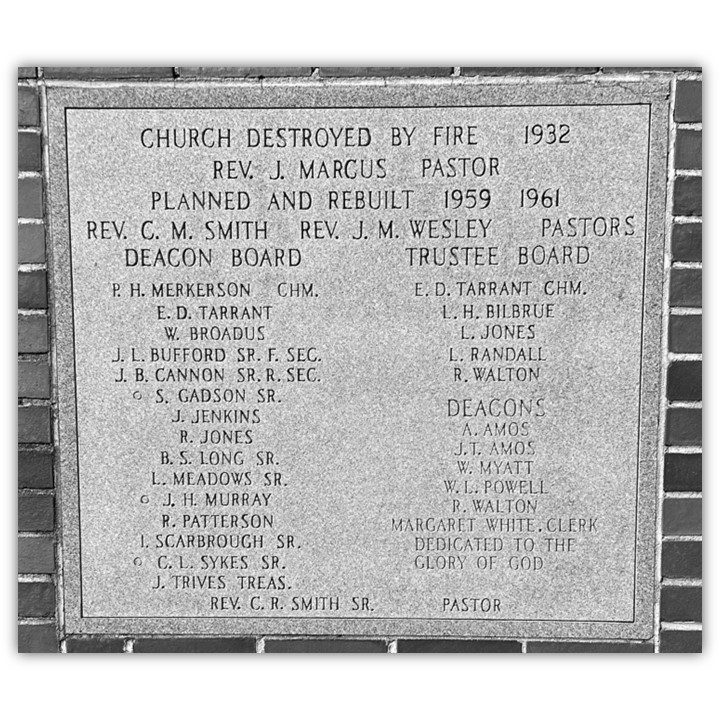 CHURCH DESTROYED BY FIRE 1932
REV. J. MARCUS PASTOR
PLANNED AND REBUILT 1959 1961
REV. C. M. SMITH REV. J. M. WESLEY PASTORS
DEACON BOARD
P. H. MERKERSON CHM.
E. D. TARRANT
W. BROADUS
J. L. BUFFORD SR. F. SEC.
J. B. CANNON SR. R. SEC.
○ S. GADSON SR.
J. JENKINS
R. JONES
B. S. LONG SR.
L. MEADOWS SR.
○ J. H. MURRAY
R. PATTERSON
I. SCARBROUGH SR.
○ C. L. SYKES SR.
J. TRIVES TREAS.
TRUSTEE BOARD
E. D. TARRANT CHM.
L. H. BILBRUE
L. JONES
L. RANDALL
R. WALTON
DEACONS
A. AMOS
J.T. AMOS
W. MYATT
W. L. POWELL
R. WALTON
MARGARET WHITE. CLERK
DEDICATED TO THE
GLORY OF GOD
REV. C. R. SMITH SR. PASTOR